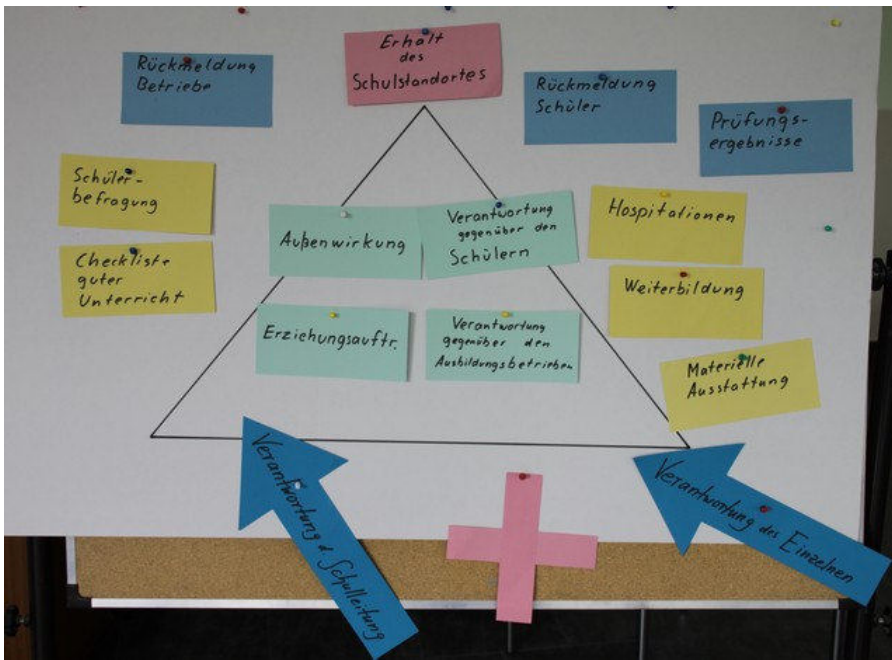 Erhalt
des
Schulstandortes
Rückmeldung
Betriebe
Rückmeldung
Schüler
Prüfungs-
ergebnisse
Schüler-
befragung
Checkliste
guter
Unterricht
Außenwirkung
Verantwortung
gegenüber den
Schülern
Erziehungsauftr.
Verantwortung
gegenüber den
Ausbildungsbetrieben
Hospitationen
Weiterbildung
Materielle
Ausstattung
Verantwortung d. Schulleitung
Verantwortung des Einzelnen